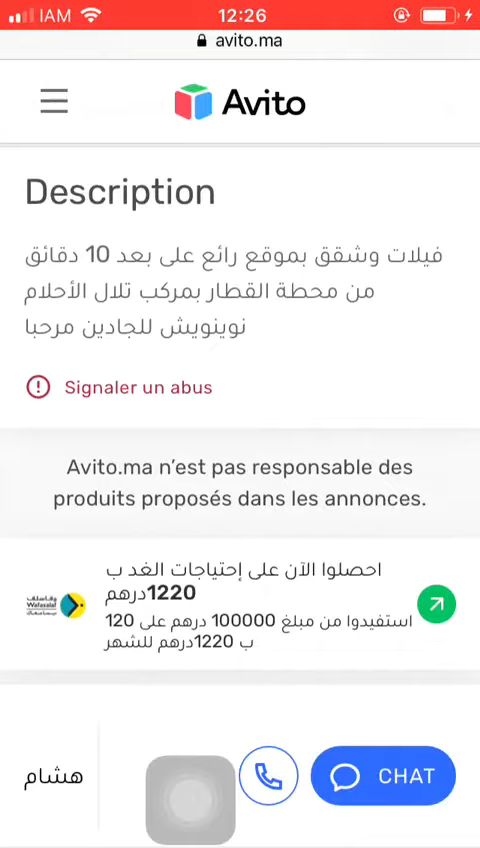 IAM
12:26
avito.ma
Avito
Description
فيلات وشقق بموقع رائع على بعد 10 دقائق
من محطة القطار بمركب تلال الأحلام
نوينويش للجادين مرحبا
Signaler un abus
Avito.ma n’est pas responsable des
produits proposés dans les annonces.
احصلوا الآن على إحتياجات الغد ب
1220درهم
استفيدوا من مبلغ 100000 درهم على 120
ب 1220درهم للشهر
وفاسلف
Wafasalaf
هشام
CHAT